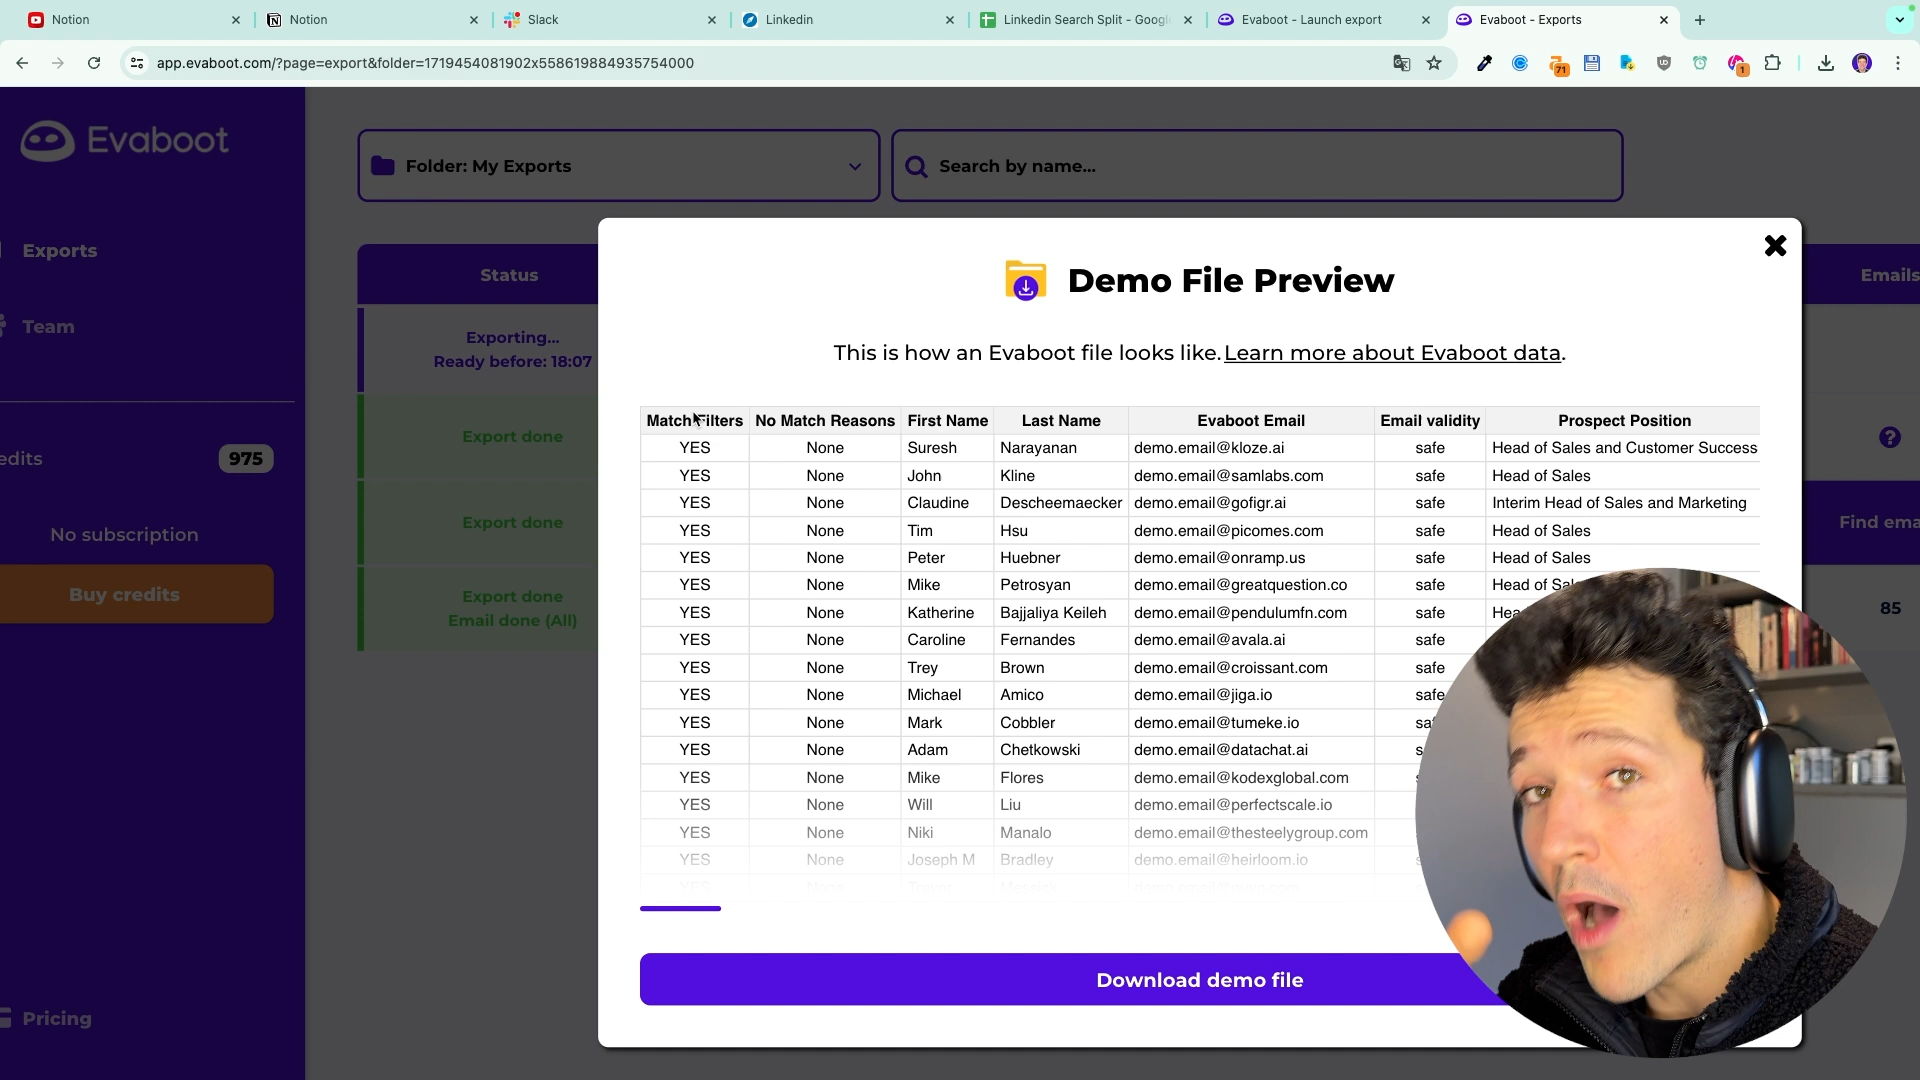 Notion
Notion
Slack
Linkedin
Linkedin Search Split - Googl
Evaboot - Launch export
Evaboot - Exports
app.evaboot.com/?page=export&folder=1719454081902x558619884935754000
71
1
Evaboot
Folder: My Exports
Search by name...
Exports
Team
edits
975
No subscription
Buy credits
Pricing
Status
Emails
Exporting...
Ready before: 18:07
Export done
Export done
Find ema
Export done
Email done (All)
85
Demo File Preview
This is how an Evaboot file looks like. Learn more about Evaboot data.
Match Filters No Match Reasons First Name Last Name Evaboot Email Email validity Prospect Position
YES None Suresh Narayanan demo.email@kloze.ai safe Head of Sales and Customer Success
YES None John Kline demo.email@samlabs.com safe Head of Sales
YES None Claudine Descheemaecker demo.email@gofigr.ai safe Interim Head of Sales and Marketing
YES None Tim Hsu demo.email@picomes.com safe Head of Sales
YES None Peter Huebner demo.email@onramp.us safe Head of Sales
YES None Mike Petrosyan demo.email@greatquestion.co safe Head of Sal
YES None Katherine Bajjaliya Keileh demo.email@pendulumfn.com safe Hea
YES None Caroline Fernandes demo.email@avala.ai safe
YES None Trey Brown demo.email@croissant.com safe
YES None Michael Amico demo.email@jiga.io safe
YES None Mark Cobbler demo.email@tumeke.io sa
YES None Adam Chetkowski demo.email@datachat.ai s
YES None Mike Flores demo.email@kodexglobal.com
YES None Will Liu demo.email@perfectscale.io
YES None Niki Manalo demo.email@thesteelygroup.com
YES None Joseph M Bradley demo.email@heirloom.io
YES None
Download demo file